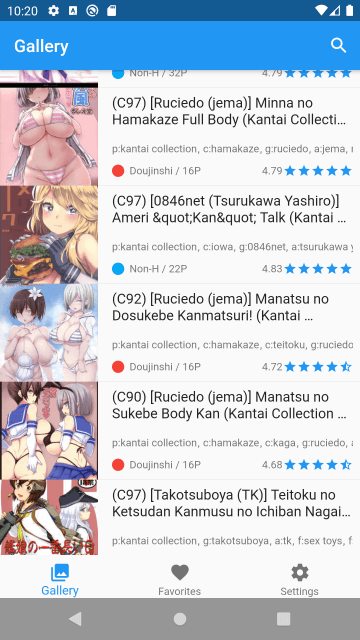 10:20
Gallery
Non-H / 32P
4.79
(C97) [Ruciedo (jema)] Minna no
Hamakaze Full Body (Kantai Collecti…
p:kantai collection, c:hamakaze, g:ruciedo, a:jema,
Doujinshi / 16P
4.79
(C97) [0846net (Tsurukawa Yashiro)]
Ameri &quot;Kan&quot; Talk (Kantai …
p:kantai collection, c:iowa, g:0846net, a:tsurukawa y
Non-H / 22P
4.83
(C92) [Ruciedo (jema)] Manatsu no
Dosukebe Kanmatsuri! (Kantai …
p:kantai collection, c:hamakaze, c:teitoku, g:ruciedo
Doujinshi / 16P
4.72
(C90) [Ruciedo (jema)] Manatsu no
Sukebe Body Kan (Kantai Collection …
p:kantai collection, c:hamakaze, c:kaga, g:ruciedo, a
Doujinshi / 16P
4.68
(C97) [Takotsuboya (TK)] Teitoku no
Ketsudan Kanmusu no Ichiban Nagai…
p:kantai collection, g:takotsuboya, a:tk, f:sex toys, f:
Gallery
Favorites
Settings